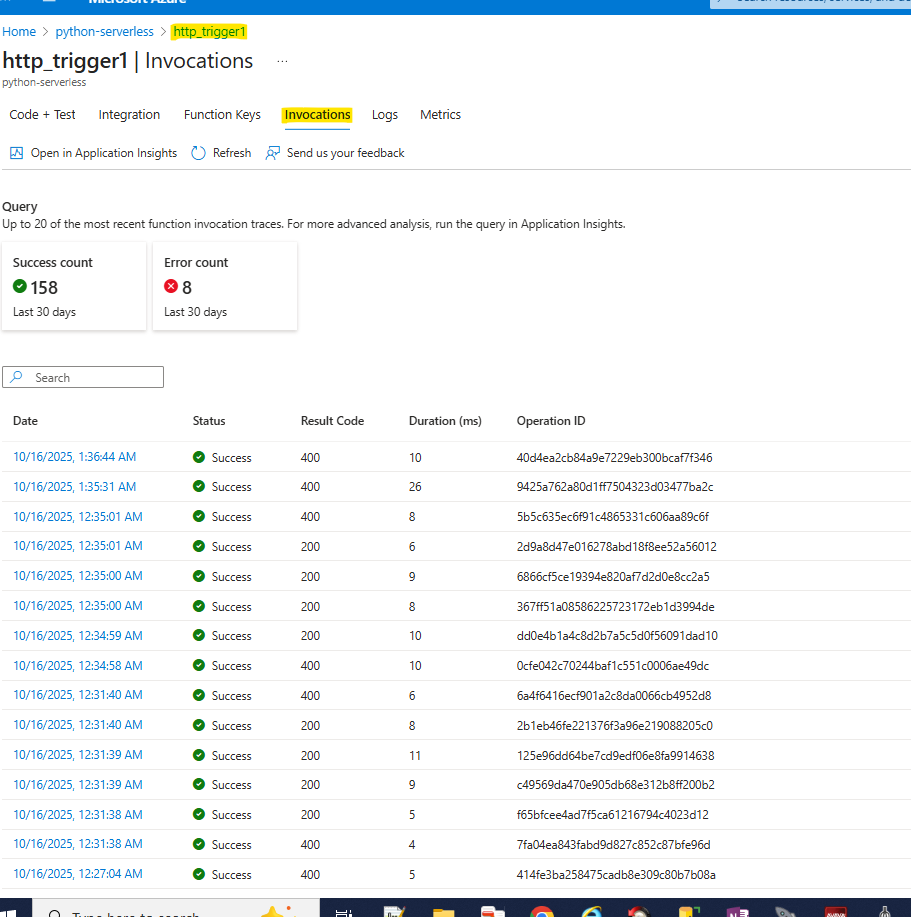 Microsoft Azure
Home > python-serverless > http_trigger1
http_trigger1 | Invocations ...
python-serverless
Code + Test Integration Function Keys Invocations Logs Metrics
Open in Application Insights Refresh Send us your feedback
Query
Up to 20 of the most recent function invocation traces. For more advanced analysis, run the query in Application Insights.
Success count Error count
158 8
Last 30 days Last 30 days
Search
Date Status Result Code Duration (ms) Operation ID
10/16/2025, 1:36:44 AM Success 400 10 40d4ea2cb84a9e7229eb300bcaf7f346
10/16/2025, 1:35:31 AM Success 400 26 9425a762a80d1ff7504323d03477ba2c
10/16/2025, 12:35:01 AM Success 400 8 5b5c635ec6f91c4865331c606aa89c6f
10/16/2025, 12:35:01 AM Success 200 6 2d9a8d47e016278abd18f8ee52a56012
10/16/2025, 12:35:00 AM Success 200 9 6866cf5ce19394e820af7d2d0e8cc2a5
10/16/2025, 12:35:00 AM Success 200 8 367ff51a08586225723172eb1d3994de
10/16/2025, 12:34:59 AM Success 200 10 dd0e4b1a4c8d2b7a5c5d0f56091dad10
10/16/2025, 12:34:58 AM Success 400 10 0cfe042c70244baf1c551c0006ae49dc
10/16/2025, 12:31:40 AM Success 400 6 6a4f6416ecf901a2c8da0066cb4952d8
10/16/2025, 12:31:40 AM Success 200 8 2b1eb46fe221376f3a96e219088205c0
10/16/2025, 12:31:39 AM Success 200 11 125e96dd64be7cd9edf06e8fa9914638
10/16/2025, 12:31:39 AM Success 200 9 c49569da470e905db68e312b8ff200b2
10/16/2025, 12:31:38 AM Success 200 5 f65bfcee4ad7f5ca61216794c4023d12
10/16/2025, 12:31:38 AM Success 400 4 7fa04ea843fabd9d827c852c87bfe96d
10/16/2025, 12:27:04 AM Success 400 5 414fe3ba258475cadb8e309c80b7b08a
Type here to search